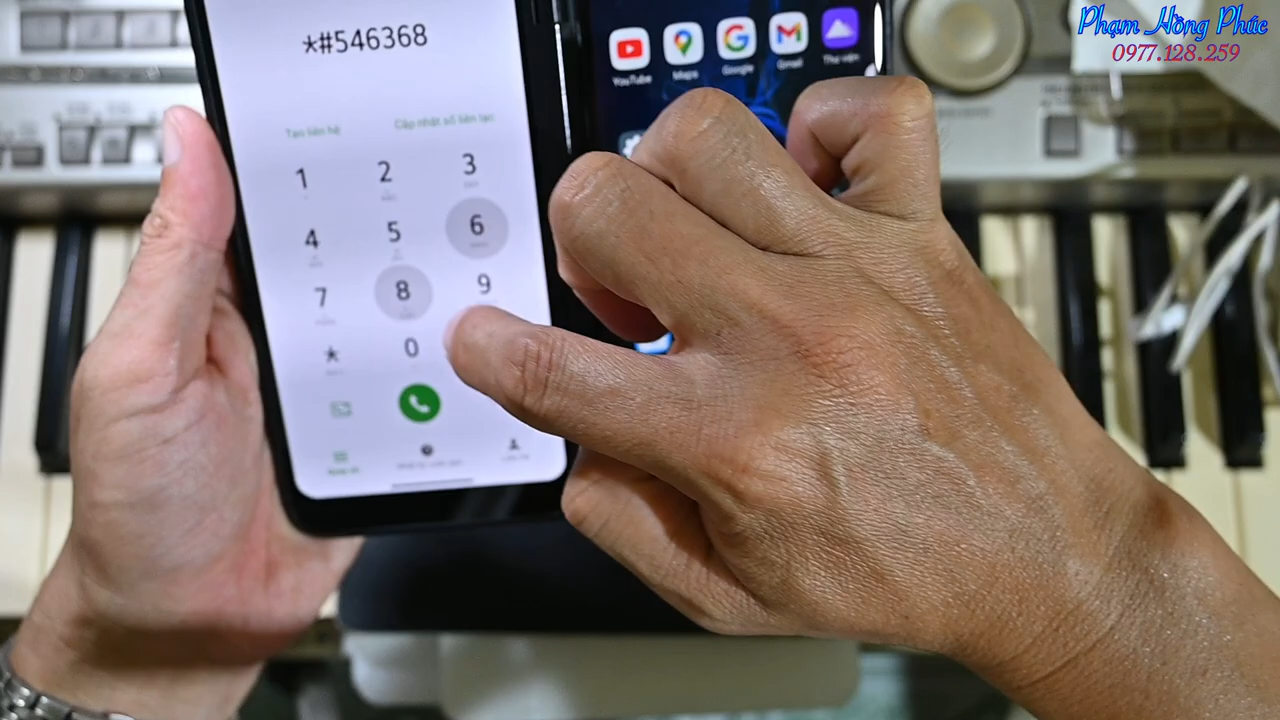 Phạm Hồng Phúc
0977.128.259
*#546368
YouTube
Maps
Google
Gmail
Thư viện
Tạo liên hệ
Cập nhật số liên lạc
1
2
3
4
5
6
7
8
9
*
0